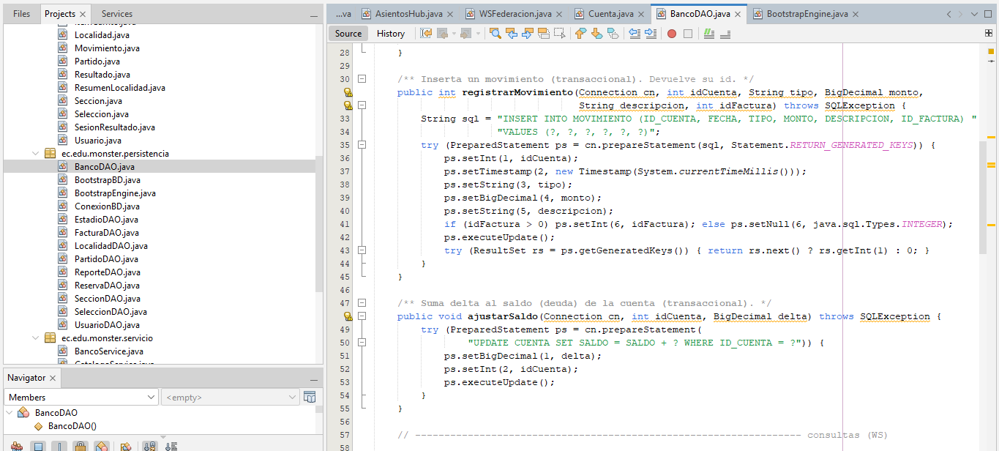 Files Projects Services
Localidad.java
Movimiento.java
Partido.java
Resultado.java
ResumenLocalidad.java
Seccion.java
Seleccion.java
SesionResultado.java
Usuario.java
ec.edu.monster.persistencia
BancoDAO.java
BootstrapBD.java
BootstrapEngine.java
ConexionBD.java
EstadioDAO.java
FacturaDAO.java
LocalidadDAO.java
PartidoDAO.java
ReporteDAO.java
ReservaDAO.java
SeccionDAO.java
SeleccionDAO.java
UsuarioDAO.java
ec.edu.monster.servicio
BancoService.java
Navigator
Members <empty>
BancoDAO
BancoDAO()
...va AsientosHub.java WSFederacion.java Cuenta.java BancoDAO.java BootstrapEngine.java
Source History
28 }
29
30 /** Inserta un movimiento (transaccional). Devuelve su id. */
public int registrarMovimiento(Connection cn, int idCuenta, String tipo, BigDecimal monto,
String descripcion, int idFactura) throws SQLException {
33 String sql = "INSERT INTO MOVIMIENTO (ID_CUENTA, FECHA, TIPO, MONTO, DESCRIPCION, ID_FACTURA) "
34 "VALUES (?, ?, ?, ?, ?, ?)";
35 try (PreparedStatement ps = cn.prepareStatement(sql, Statement.RETURN_GENERATED_KEYS)) {
36 ps.setInt(1, idCuenta);
37 ps.setTimestamp(2, new Timestamp(System.currentTimeMillis()));
38 ps.setString(3, tipo);
39 ps.setBigDecimal(4, monto);
40 ps.setString(5, descripcion);
41 if (idFactura > 0) ps.setInt(6, idFactura); else ps.setNull(6, java.sql.Types.INTEGER);
42 ps.executeUpdate();
43 try (ResultSet rs = ps.getGeneratedKeys()) { return rs.next() ? rs.getInt(1) : 0; }
44 }
45 }
46
47 /** Suma delta al saldo (deuda) de la cuenta (transaccional). */
public void ajustarSaldo(Connection cn, int idCuenta, BigDecimal delta) throws SQLException {
49 try (PreparedStatement ps = cn.prepareStatement(
50 "UPDATE CUENTA SET SALDO = SALDO + ? WHERE ID_CUENTA = ?")) {
51 ps.setBigDecimal(1, delta);
52 ps.setInt(2, idCuenta);
53 ps.executeUpdate();
54 }
55 }
56
57 // ------------------------------------------------------------------ consultas (WS)
58